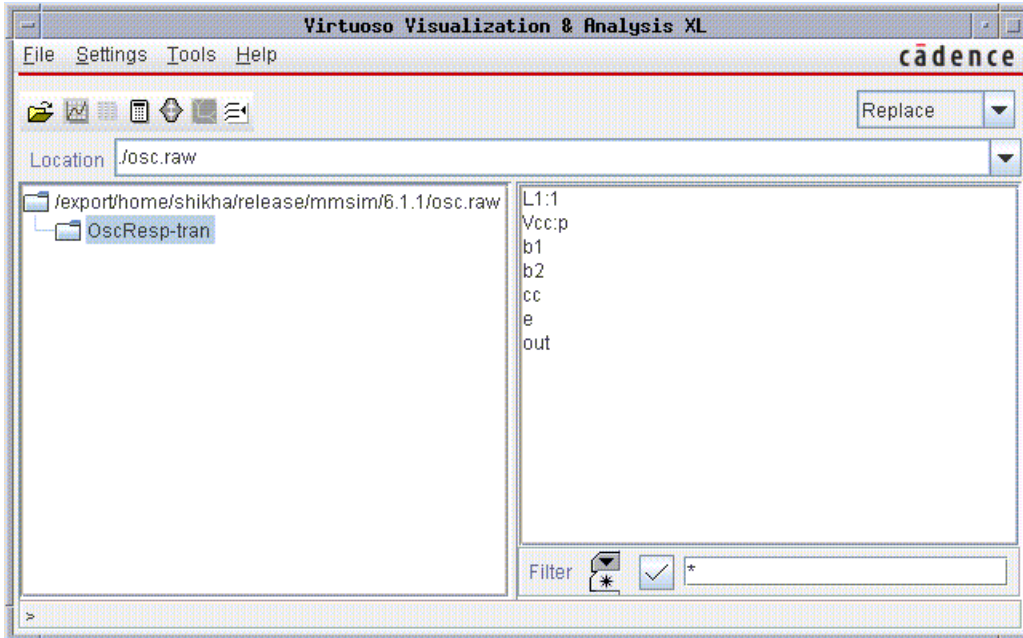 Virtuoso Visualization & Analysis XL
File Settings Tools Help
cādence
Replace
Location ./osc.raw
/export/home/shikha/release/mmsim/6.1.1/osc.raw
OscResp-tran
L1:1
Vcc:p
b1
b2
cc
e
out
Filter *
>